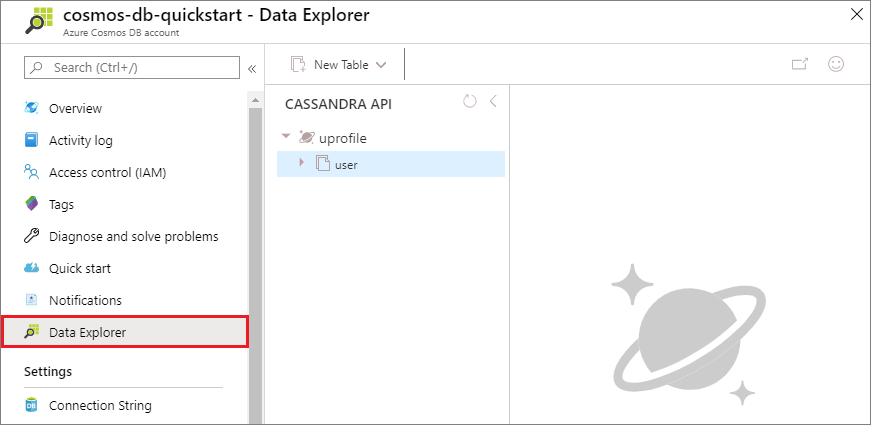 cosmos-db-quickstart - Data Explorer
Azure Cosmos DB account
Search (Ctrl+/)
«
Overview
Activity log
Access control (IAM)
Tags
Diagnose and solve problems
Quick start
Notifications
Data Explorer
Settings
DB
Connection String
New Table
CASSANDRA API
uprofile
user